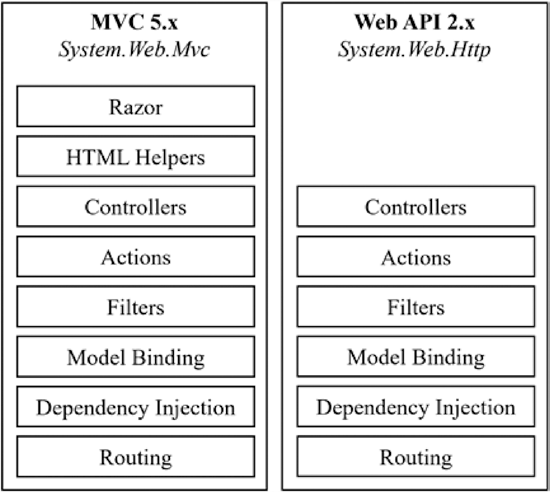 MVC 5.x
System.Web.Mvc
Razor
HTML Helpers
Controllers
Actions
Filters
Model Binding
Dependency Injection
Routing
Web API 2.x
System.Web.Http
Controllers
Actions
Filters
Model Binding
Dependency Injection
Routing